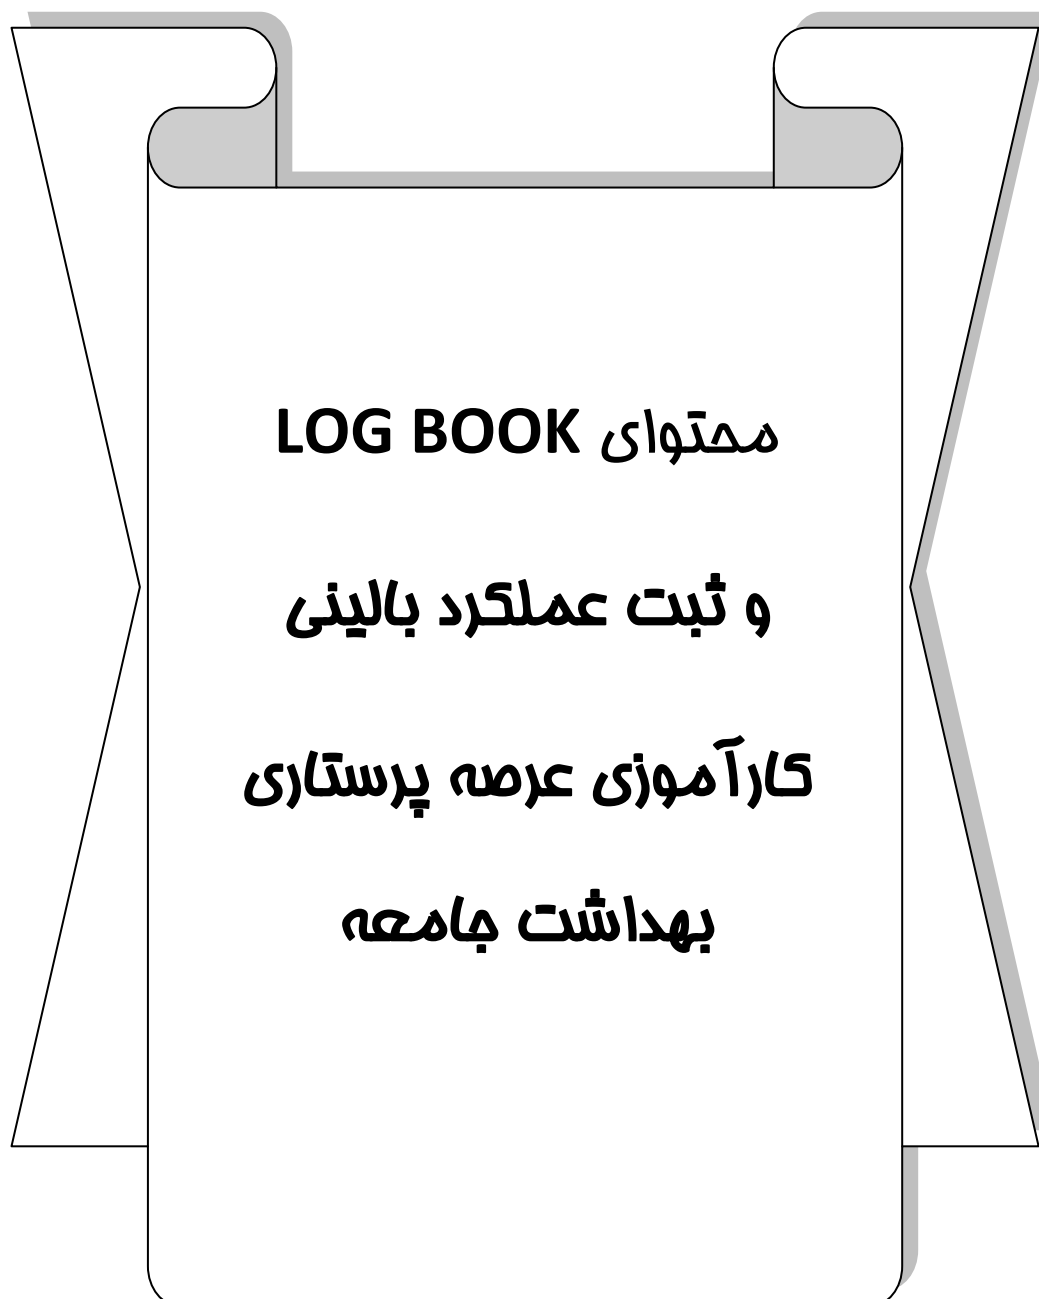 محتوای LOG BOOK
و ثبت عملکرد بالینی
کارآموزی عرصه پرستاری
بهداشت جامعه